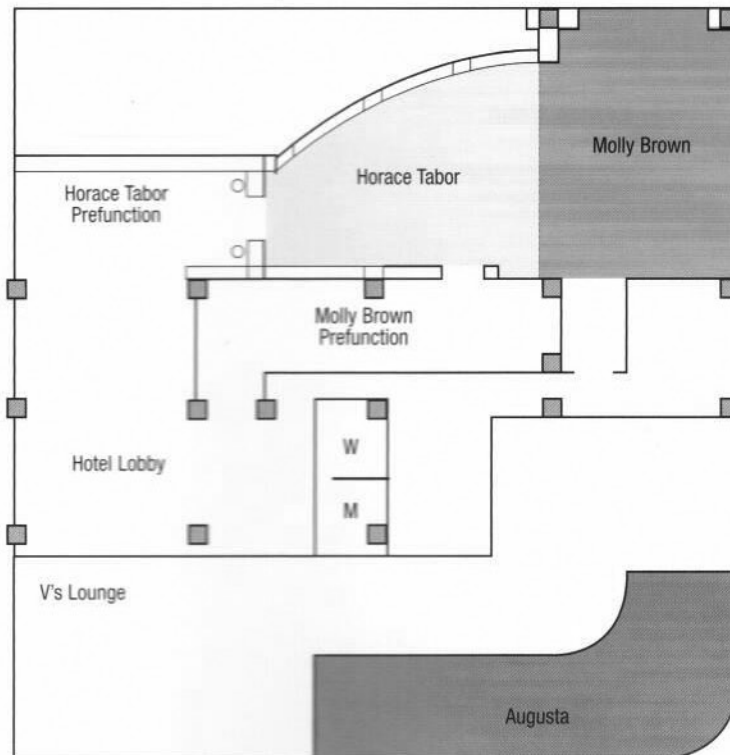 Molly Brown
Horace Tabor
Horace Tabor
Prefunction
Molly Brown
Prefunction
W
Hotel Lobby
M
V's Lounge
Augusta